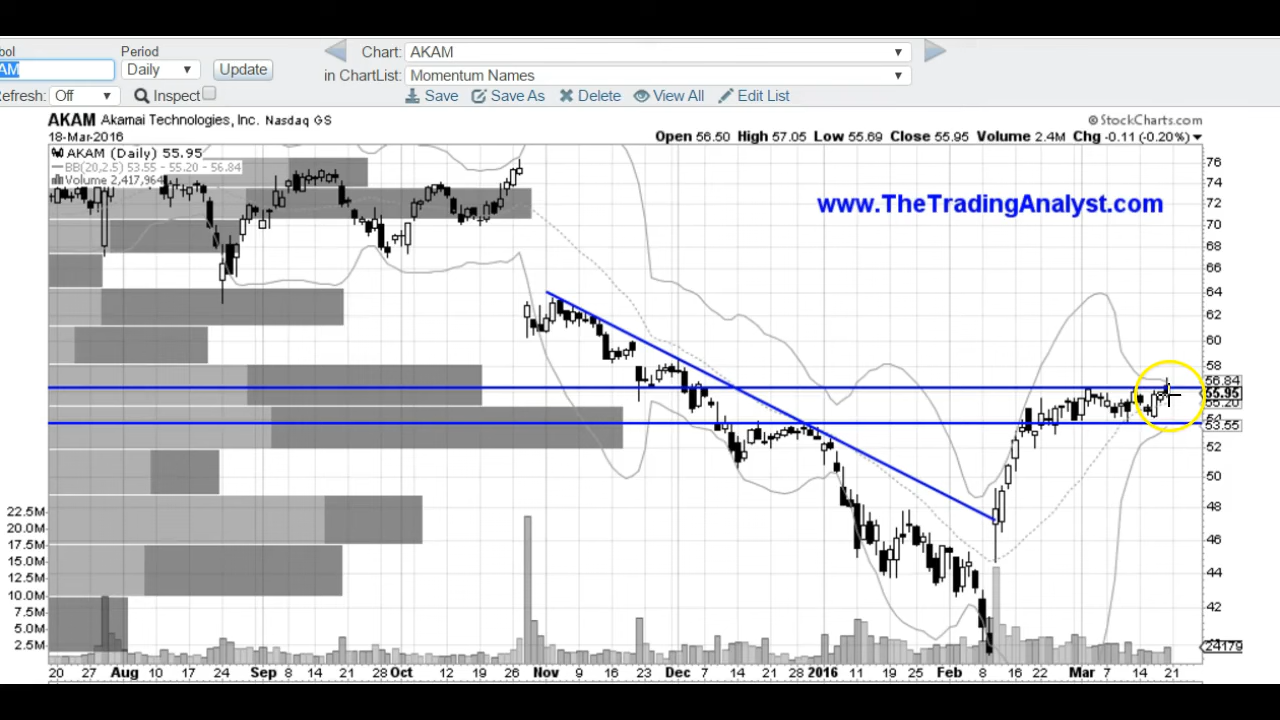 bol Period Chart: AKAM
AM Daily Update in ChartList: Momentum Names
Refresh: Off Inspect Save Save As Delete View All Edit List
AKAM Akamai Technologies, Inc. Nasdaq GS ©StockCharts.com
18-Mar-2016 Open 56.50 High 57.05 Low 55.69 Close 55.95 Volume 2.4M Chg -0.11 (-0.20%)
AKAM (Daily) 55.95
BB(20,2.5) 53.55 - 55.20 - 56.84
Volume 2,417,964
www.TheTradingAnalyst.com
76
74
72
70
68
66
64
62
60
58
56.84
55.95
55.20
54
53.55
52
50
48
46
44
42
22.5M
20.0M
17.5M
15.0M
12.5M
10.0M
7.5M
5.0M
2.5M
24179
20 27 Aug 10 17 24 Sep 8 14 21 28 Oct 12 19 26 Nov 9 16 23 Dec 7 14 21 28 2016 11 19 25 Feb 8 16 22 Mar 7 14 21